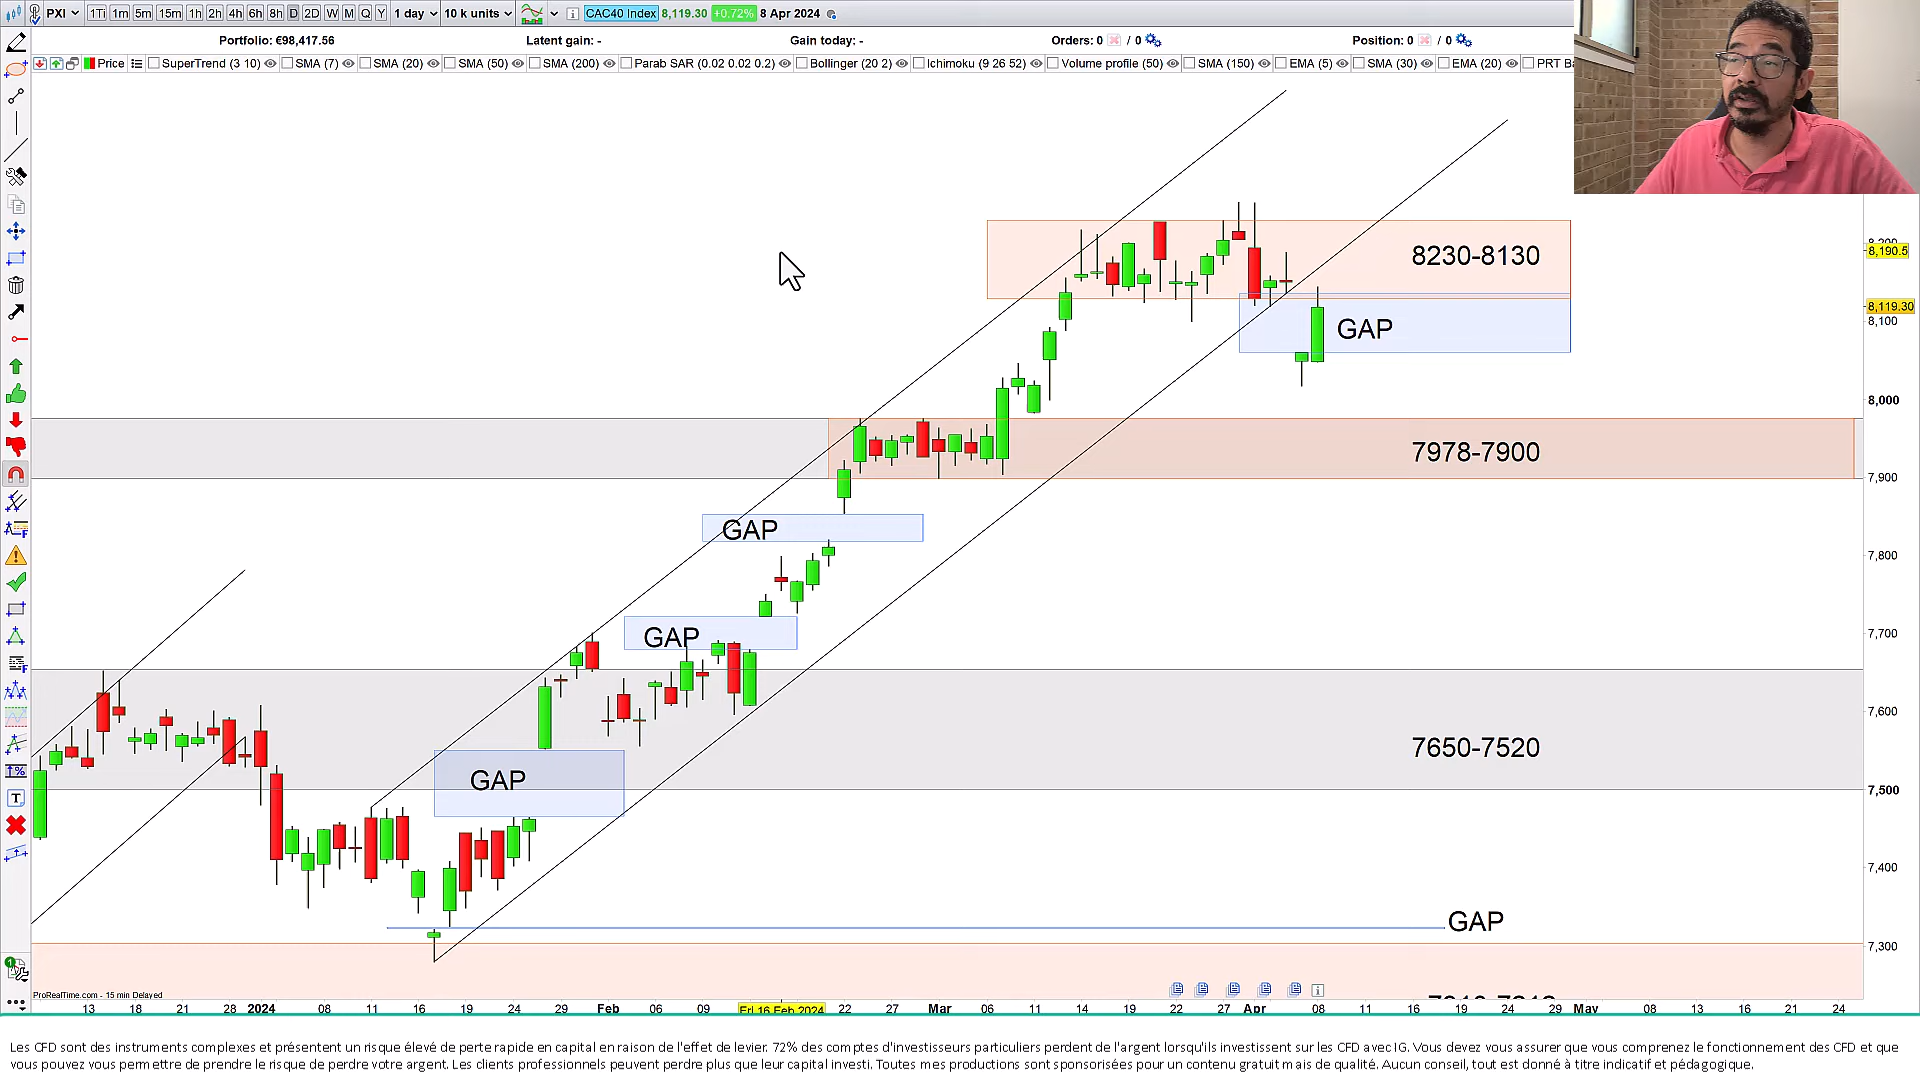 PXI 1Ti 1m 5m 15m 1h 2h 4h 6h 8h D 2D W M Q Y 1 day 10 k units CAC40 Index 8,119.30 +0.72% 8 Apr 2024
Portfolio: €98,417.56 Latent gain: - Gain today: -  Orders: 0 / 0 Position: 0 / 0
Price SuperTrend (3 10) SMA (7) SMA (20) SMA (50) SMA (200) Parab SAR (0.02 0.02 0.2) Bollinger (20 2) Ichimoku (9 26 52) Volume profile (50) SMA (150) EMA (5) SMA (30) EMA (20)
8230-8130
8,190.5
8,119.30
8,100
GAP
8,000
7978-7900
7,900
GAP
7,800
GAP
7,700
7,600
7650-7520
GAP
7,500
7,400
GAP
7,300
ProRealTime.com - 15 min Delayed
13 18 21 28 2024 08 11 16 19 24 29 Feb 06 09 Fri 16 Feb 2024 22 27 Mar 06 11 14 19 22 27 Apr 08 11 16 19 24 29 May 08 13 16 21 24
Les CFD sont des instruments complexes et présentent un risque élevé de perte rapide en capital en raison de l'effet de levier. 72% des comptes d'investisseurs particuliers perdent de l'argent lorsqu'ils investissent sur les CFD avec IG. Vous devez vous assurer que vous comprenez le fonctionnement des CFD et que
vous pouvez vous permettre de prendre le risque de perdre votre argent. Les clients professionnels peuvent perdre plus que leur capital investi. Toutes mes productions sont sponsorisées pour un contenu gratuit mais de qualité. Aucun conseil, tout est donné à titre indicatif et pédagogique.